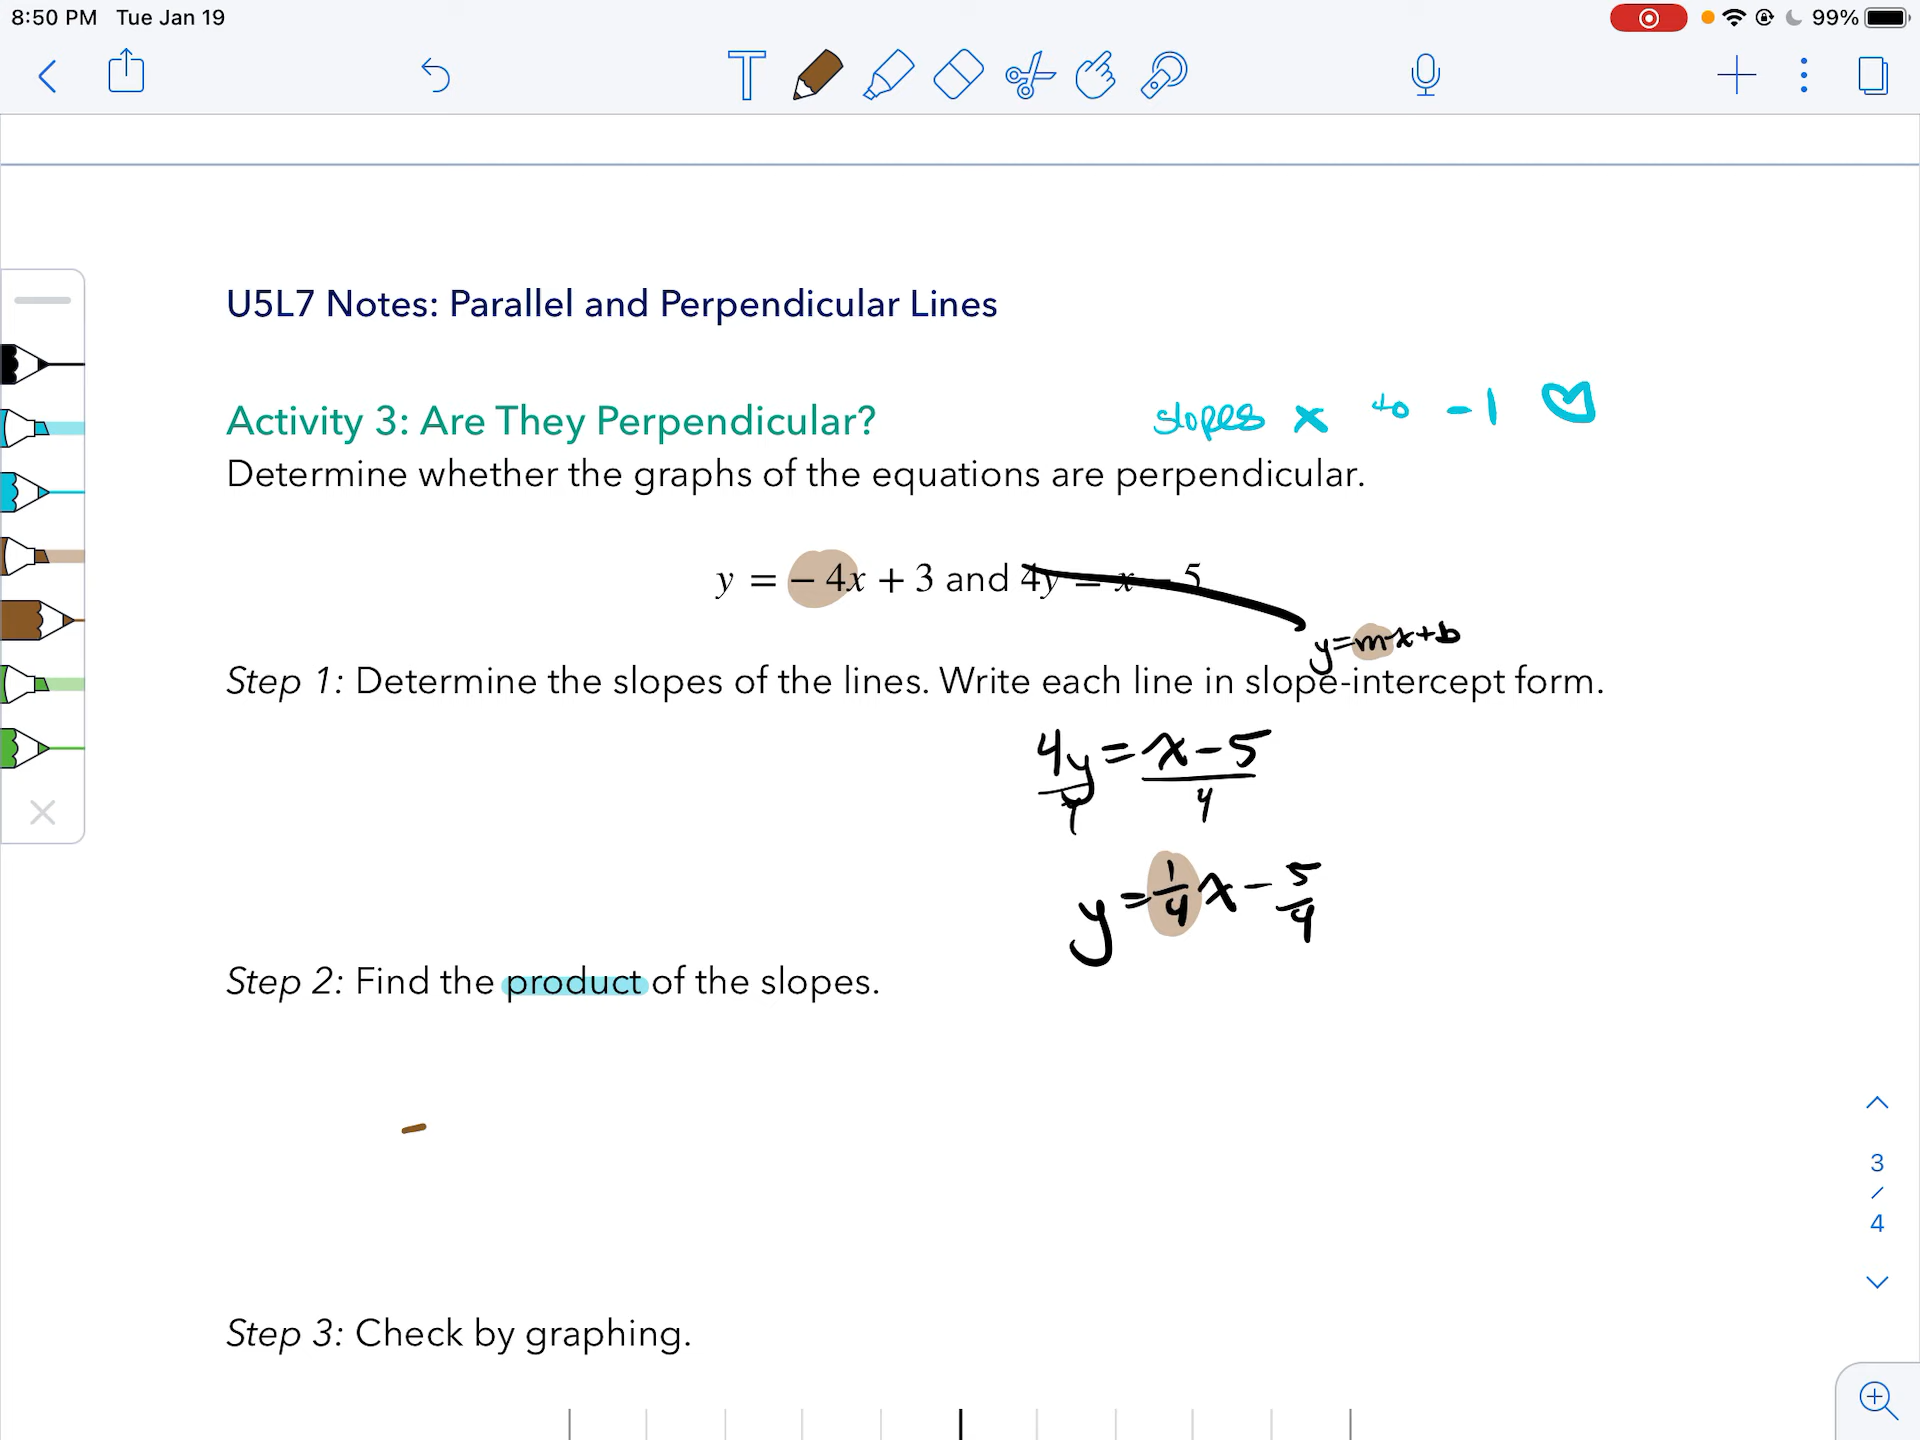 8:50 PM Tue Jan 19 99%
U5L7 Notes: Parallel and Perpendicular Lines
slopes x to -1
Activity 3: Are They Perpendicular?
Determine whether the graphs of the equations are perpendicular.
y = − 4x + 3 and 4y = x − 5
y=mx+b
Step 1: Determine the slopes of the lines. Write each line in slope-intercept form.
4y = x - 5
4 4
y = 1/4 x - 5/4
Step 2: Find the product of the slopes.
-
3
/
4
Step 3: Check by graphing.